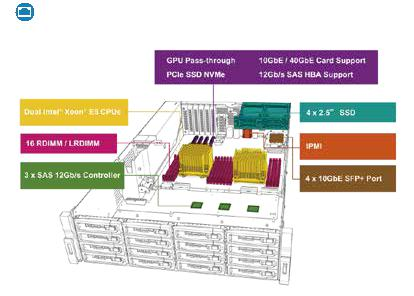 GPU Pass-through 10GbE / 40GbE Card Support
PCIe SSD NVMe 12Gb/s SAS HBA Support
Dual Intel® Xeon® E5 CPUs
4 x 2.5" SSD
16 RDIMM / LRDIMM
IPMI
3 x SAS 12Gb/s Controller
4 x 10GbE SFP+ Port